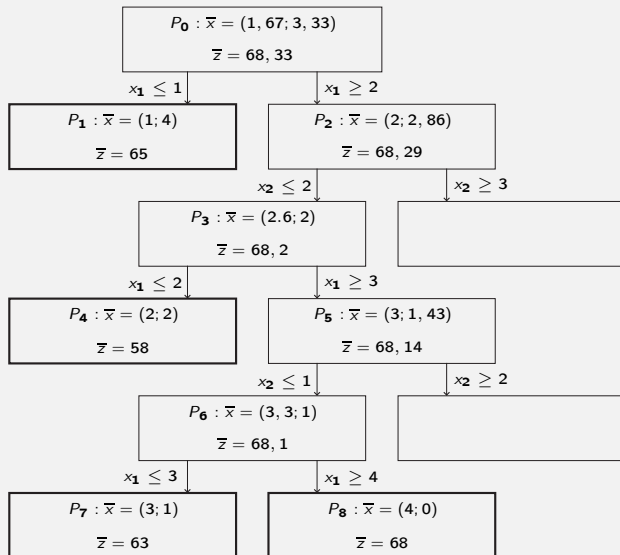 P0 : x̅ = (1, 67; 3, 33)
z̅ = 68, 33
x1 ≤ 1
x1 ≥ 2
P1 : x̅ = (1; 4)
z̅ = 65
P2 : x̅ = (2; 2, 86)
z̅ = 68, 29
x2 ≤ 2
x2 ≥ 3
P3 : x̅ = (2.6; 2)
z̅ = 68, 2
x1 ≤ 2
x1 ≥ 3
P4 : x̅ = (2; 2)
z̅ = 58
P5 : x̅ = (3; 1, 43)
z̅ = 68, 14
x2 ≤ 1
x2 ≥ 2
P6 : x̅ = (3, 3; 1)
z̅ = 68, 1
x1 ≤ 3
x1 ≥ 4
P7 : x̅ = (3; 1)
z̅ = 63
P8 : x̅ = (4; 0)
z̅ = 68